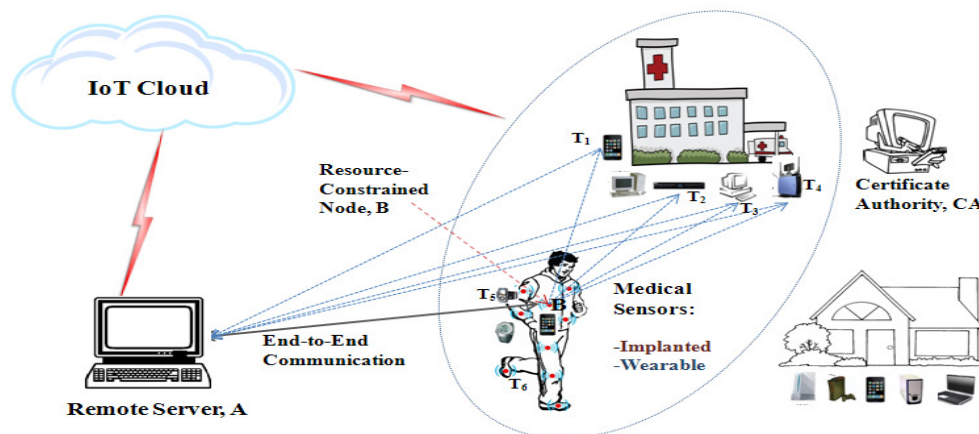 IoT Cloud
T₁
Resource-
Constrained
Node, B
T₂
T₃
T₄
Certificate
Authority, CA
T₅
B
Medical
Sensors:
-Implanted
-Wearable
End-to-End
Communication
T₆
Remote Server, A